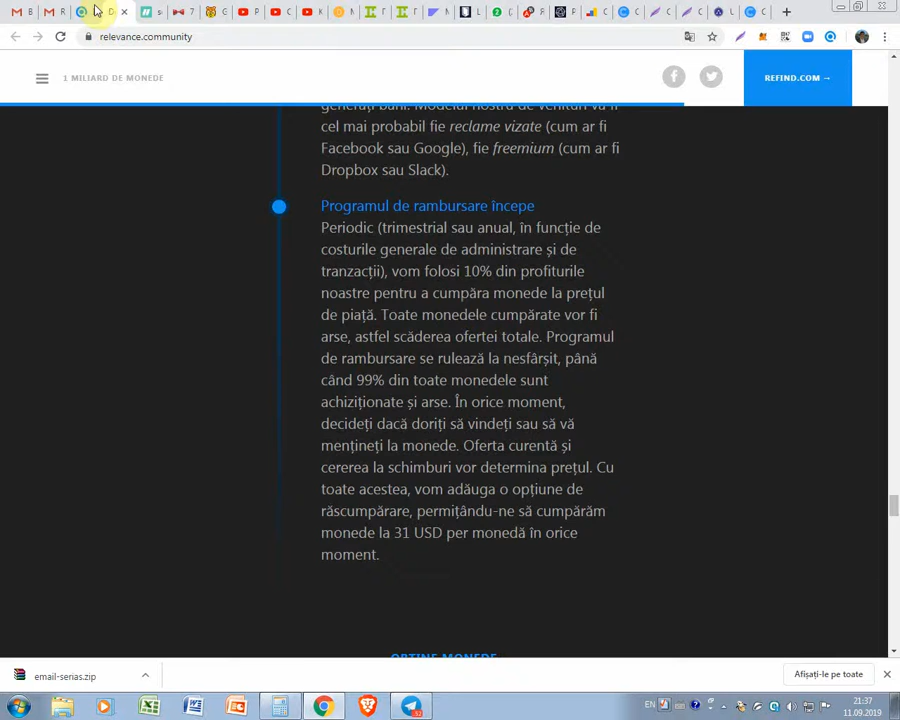 B
R
D
s
7
G
P
C
K
M
Г
Г
V
L
(
Я
P
C
C
C
C
L
C
relevance.community
1 MILIARD DE MONEDE
REFIND.COM →
cel mai probabil fie reclame vizate (cum ar fi
Facebook sau Google), fie freemium (cum ar fi
Dropbox sau Slack).
Programul de rambursare începe
Periodic (trimestrial sau anual, în funcție de
costurile generale de administrare și de
tranzacții), vom folosi 10% din profiturile
noastre pentru a cumpăra monede la prețul
de piață. Toate monedele cumpărate vor fi
arse, astfel scăderea ofertei totale. Programul
de rambursare se rulează la nesfârșit, până
când 99% din toate monedele sunt
achiziționate și arse. În orice moment,
decideți dacă doriți să vindeți sau să vă
mențineți la monede. Oferta curentă și
cererea la schimburi vor determina prețul. Cu
toate acestea, vom adăuga o opțiune de
răscumpărare, permițându-ne să cumpărăm
monede la 31 USD per monedă în orice
moment.
OBȚINE MONEDE
email-serias.zip
Afișați-le pe toate
EN
21:37
11.09.2019